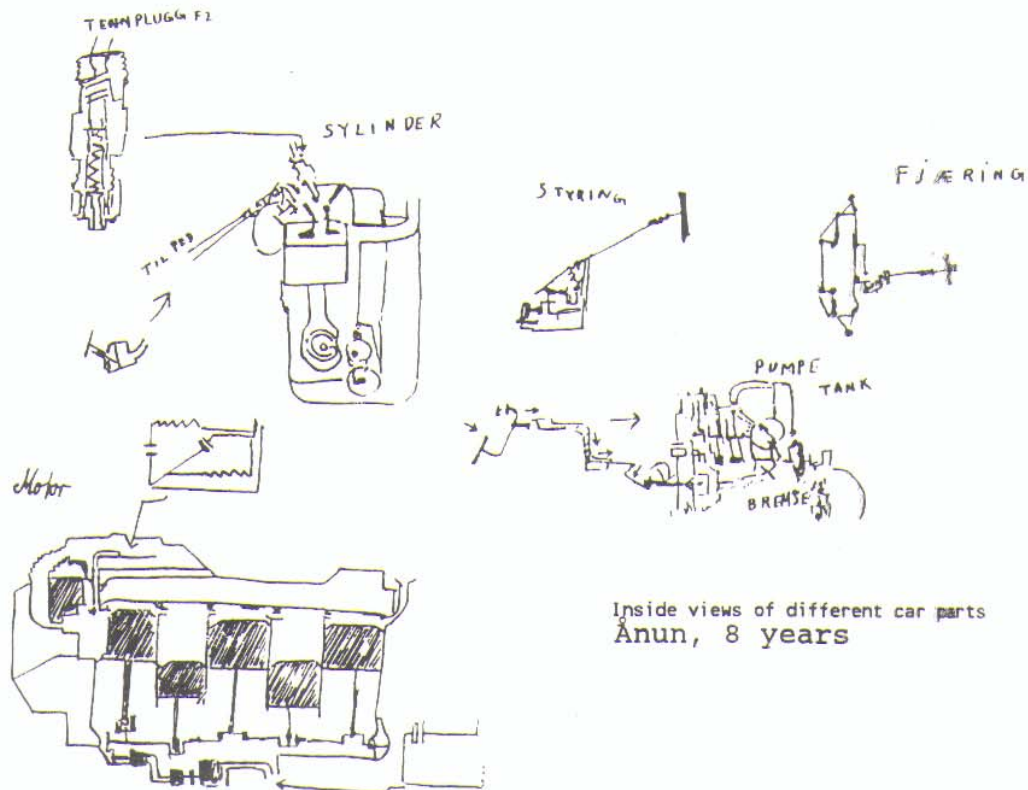 TENNPLUGG F2
SYLINDER
TIL PED
STYRING
FJÆRING
PUMPE
TANK
BREMSE
Motor
Inside views of different car parts
Ånun, 8 years